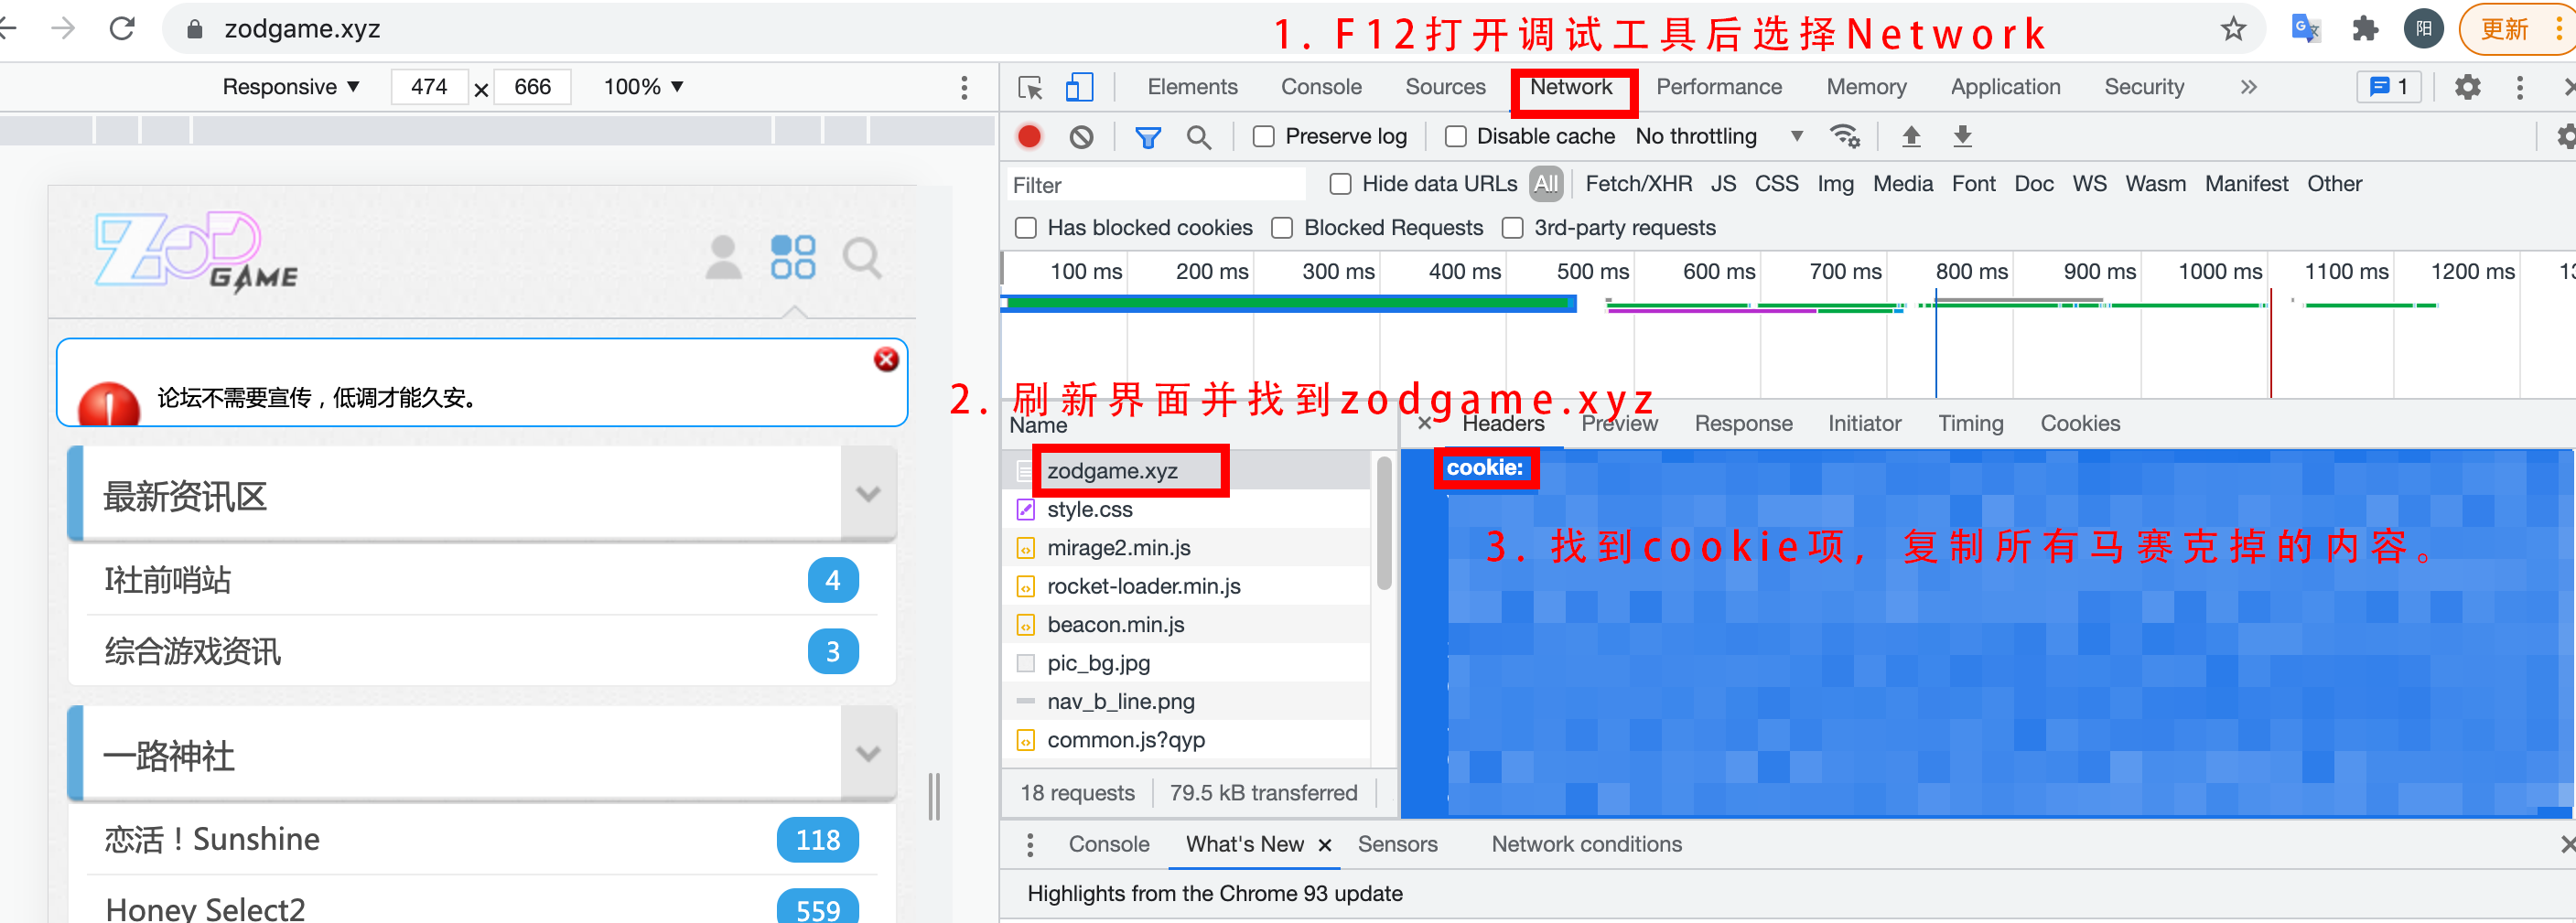 zodgame.xyz
1. F12打开调试工具后选择Network
阳
更新
Responsive ▼ 474 × 666 100% ▼
Elements Console Sources Network Performance Memory Application Security » 1
Preserve log Disable cache No throttling ▼
Filter Hide data URLs All Fetch/XHR JS CSS Img Media Font Doc WS Wasm Manifest Other
Has blocked cookies Blocked Requests 3rd-party requests
100 ms 200 ms 300 ms 400 ms 500 ms 600 ms 700 ms 800 ms 900 ms 1000 ms 1100 ms 1200 ms
ZOD
GAME
论坛不需要宣传，低调才能久安。
最新资讯区
I社前哨站 4
综合游戏资讯 3
一路神社
恋活！Sunshine 118
Honey Select2 559
2. 刷新界面并找到zodgame.xyz
Name
zodgame.xyz
style.css
mirage2.min.js
rocket-loader.min.js
beacon.min.js
pic_bg.jpg
nav_b_line.png
common.js?qyp
18 requests 79.5 kB transferred
× Headers Preview Response Initiator Timing Cookies
cookie:
3. 找到cookie项，复制所有马赛克掉的内容。
Console What's New × Sensors Network conditions
Highlights from the Chrome 93 update